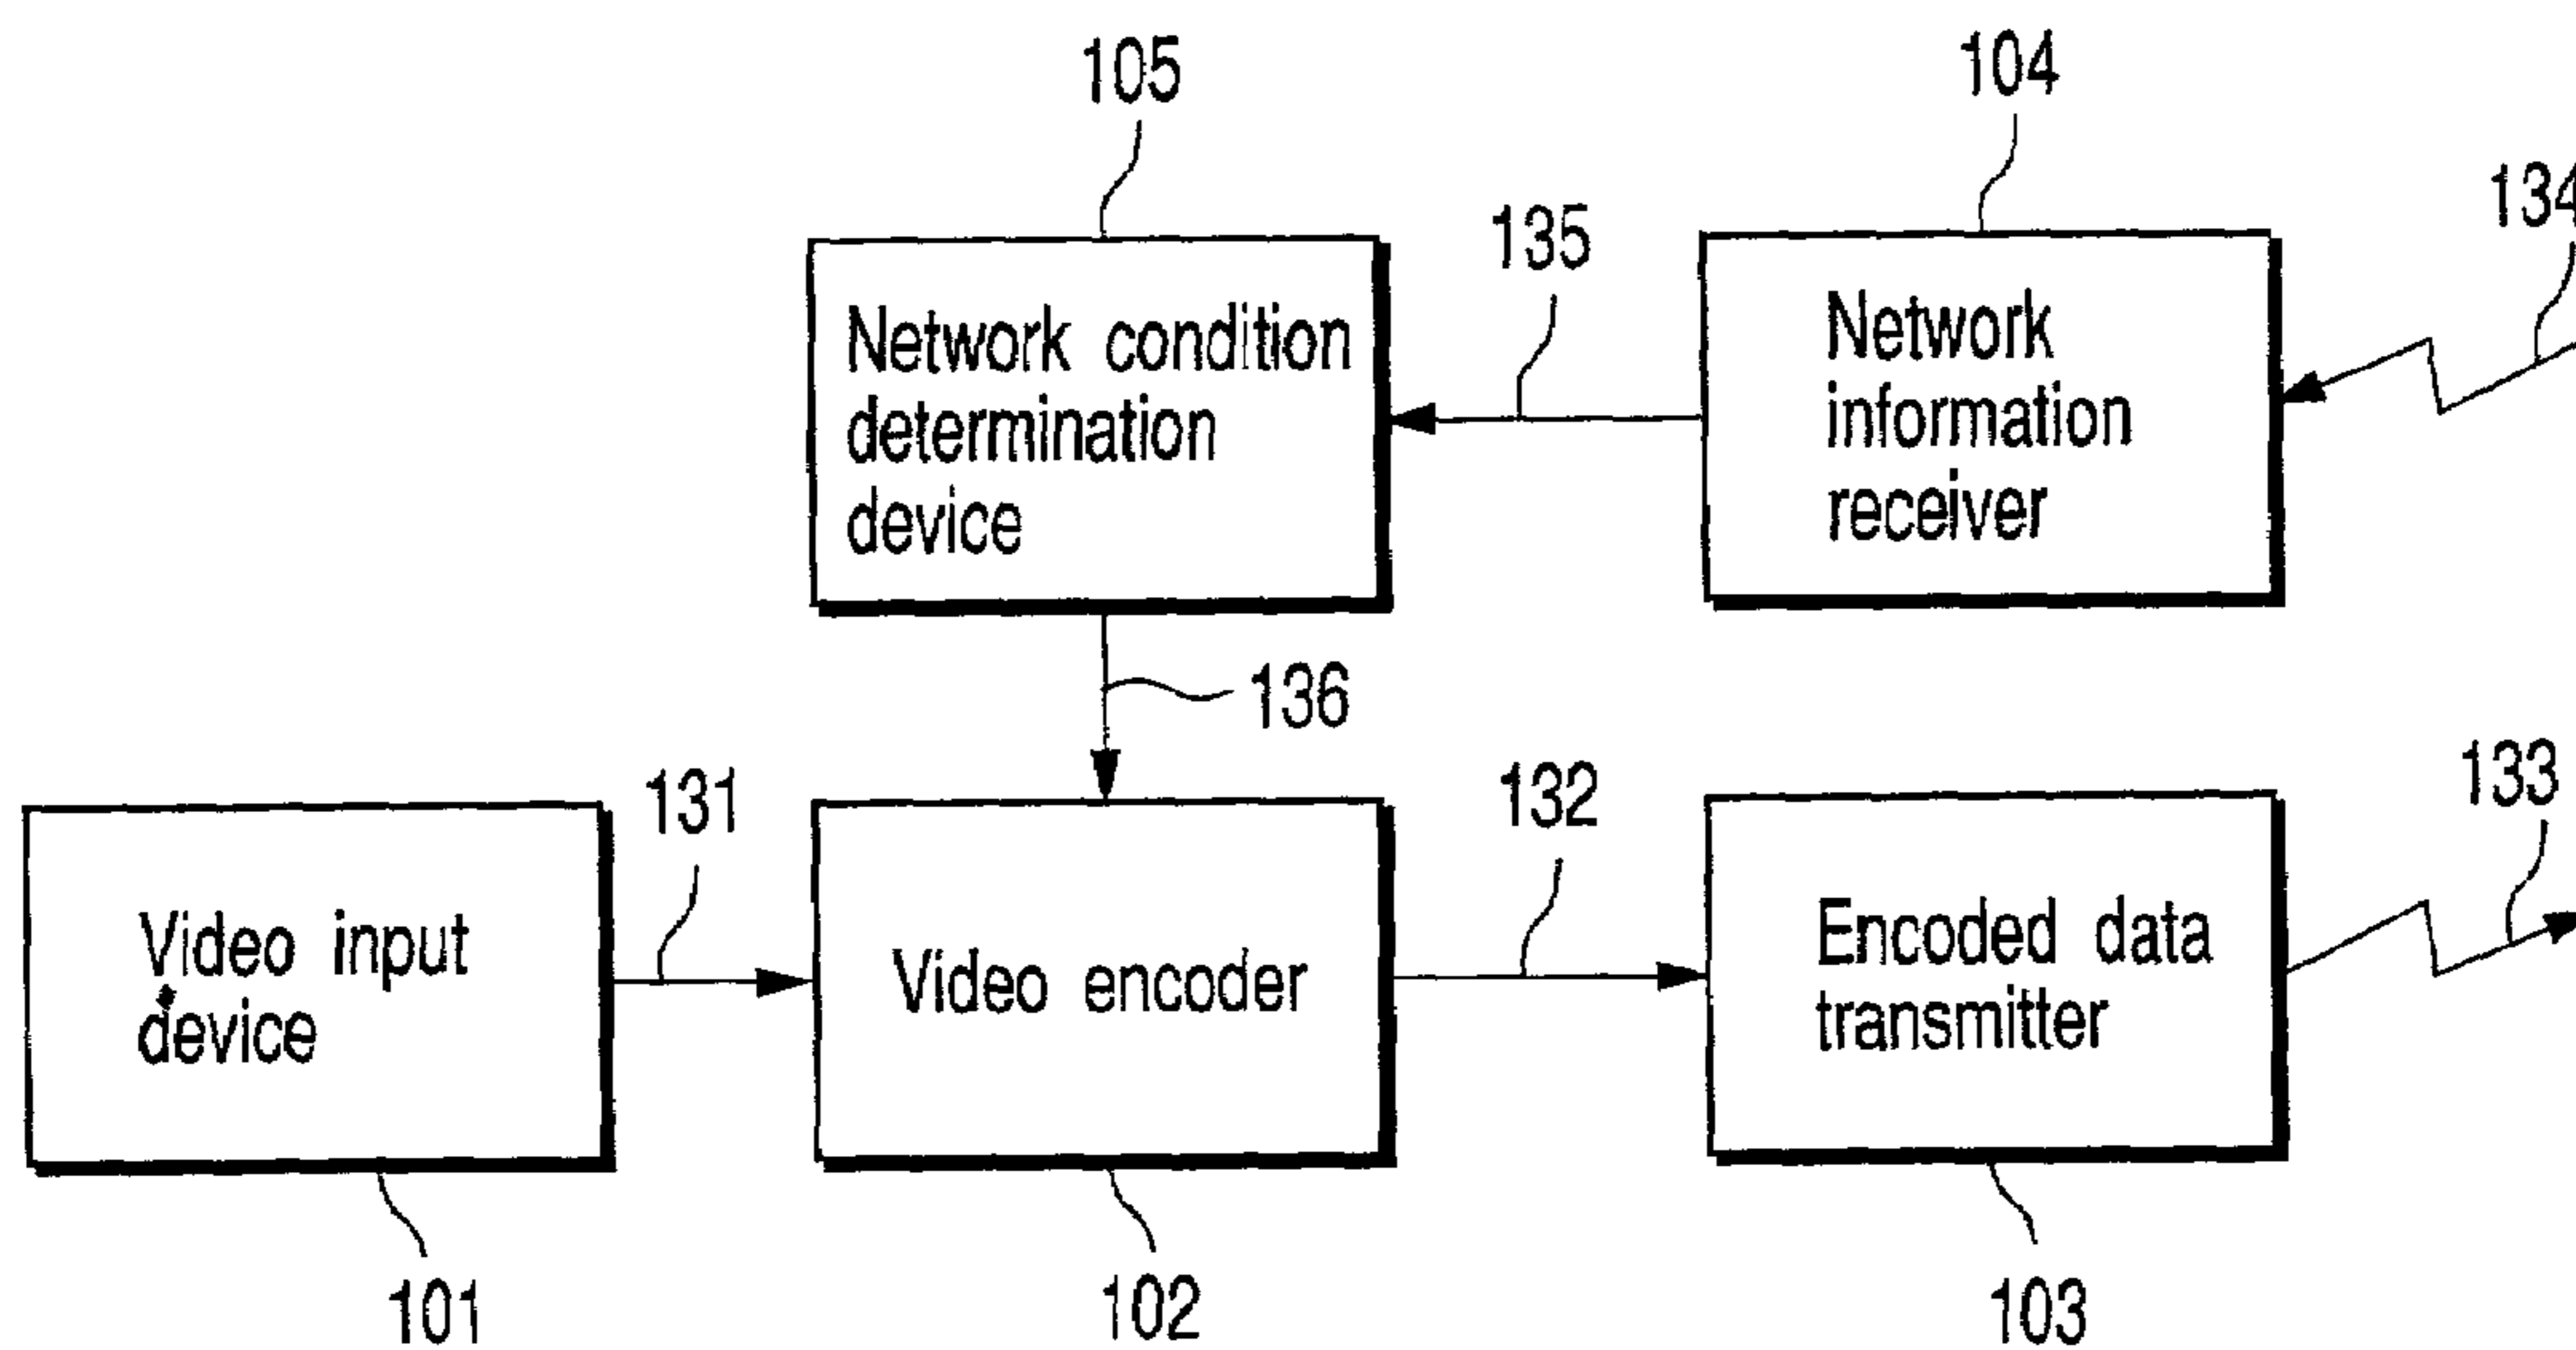 105
104
134
135
Network condition
determination
device
Network
information
receiver
136
131
132
133
Video input
device
Video encoder
Encoded data
transmitter
101
102
103